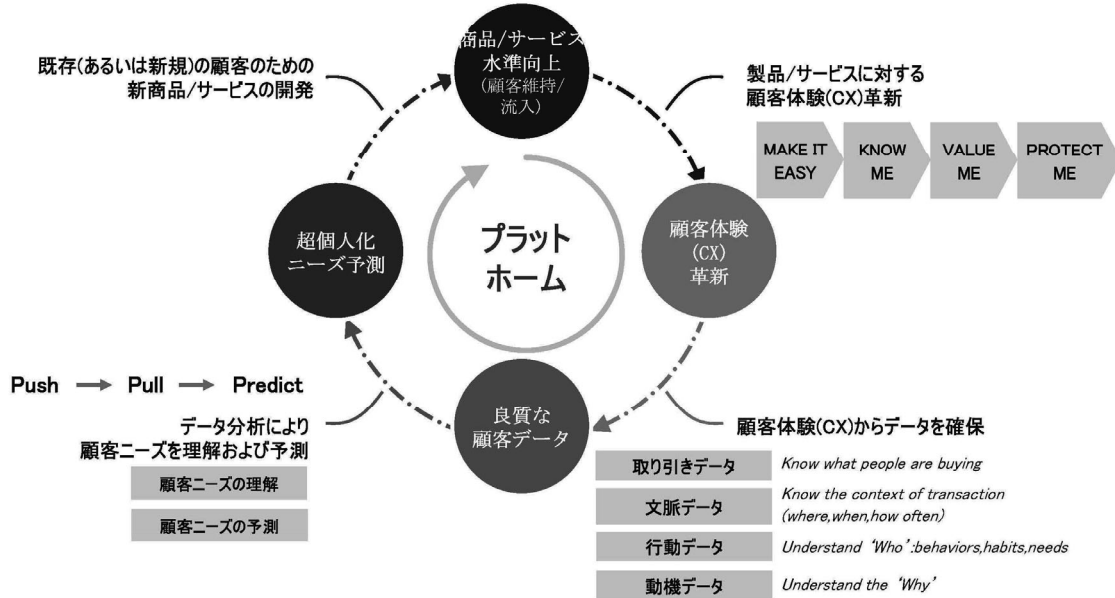 商品/サービス
水準向上
(顧客維持/
流入)
既存(あるいは新規)の顧客のための
新商品/サービスの開発
製品/サービスに対する
顧客体験(CX)革新
MAKE IT
EASY
KNOW
ME
VALUE
ME
PROTECT
ME
超個人化
ニーズ予測
プラット
ホーム
顧客体験
(CX)
革新
Push
Pull
Predict
データ分析により
顧客ニーズを理解および予測
顧客ニーズの理解
顧客ニーズの予測
良質な
顧客データ
顧客体験(CX)からデータを確保
取り引きデータ
Know what people are buying
文脈データ
Know the context of transaction
(where,when,how often)
行動データ
Understand ‘Who’:behaviors,habits,needs
動機データ
Understand the ‘Why’